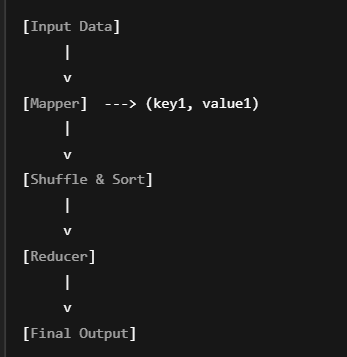 [Input Data]
|
v
[Mapper] ---> (key1, value1)
|
v
[Shuffle & Sort]
|
v
[Reducer]
|
v
[Final Output]